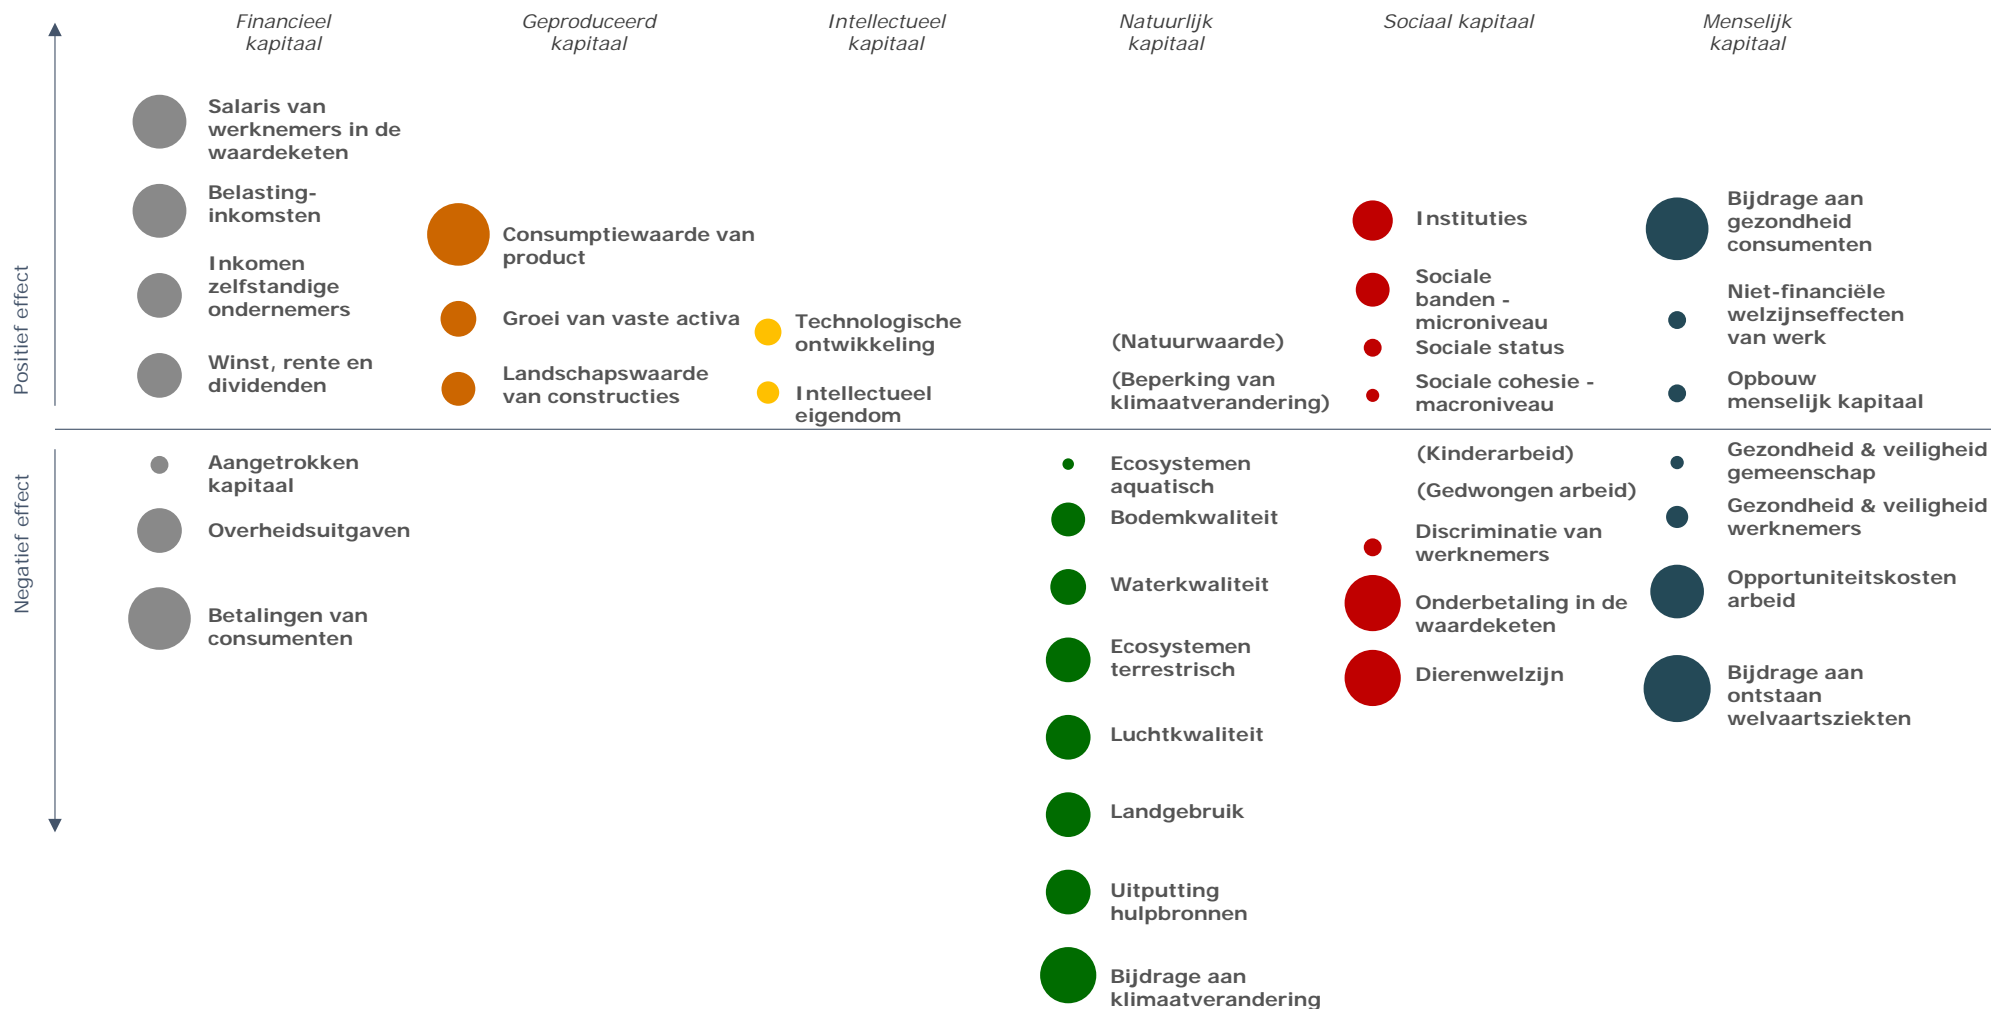 Financieel
kapitaal
Geproduceerd
kapitaal
Intellectueel
kapitaal
Natuurlijk
kapitaal
Sociaal kapitaal
Menselijk
kapitaal
Positief effect
Salaris van
werknemers in de
waardeketen
Belasting-
inkomsten
Inkomen
zelfstandige
ondernemers
Winst, rente en
dividenden
Consumptiewaarde van
product
Groei van vaste activa
Landschapswaarde
van constructies
Technologische
ontwikkeling
Intellectueel
eigendom
(Natuurwaarde)
(Beperking van
klimaatverandering)
Instituties
Sociale
banden -
microniveau
Sociale status
Sociale cohesie -
macroniveau
Bijdrage aan
gezondheid
consumenten
Niet-financiële
welzijnseffecten
van werk
Opbouw
menselijk kapitaal
Negatief effect
Aangetrokken
kapitaal
Overheidsuitgaven
Betalingen van
consumenten
Ecosystemen
aquatisch
Bodemkwaliteit
Waterkwaliteit
Ecosystemen
terrestrisch
Luchtkwaliteit
Landgebruik
Uitputting
hulpbronnen
Bijdrage aan
klimaatverandering
(Kinderarbeid)
(Gedwongen arbeid)
Discriminatie van
werknemers
Onderbetaling in de
waardeketen
Dierenwelzijn
Gezondheid & veiligheid
gemeenschap
Gezondheid & veiligheid
werknemers
Opportuniteitskosten
arbeid
Bijdrage aan
ontstaan
welvaartsziekten